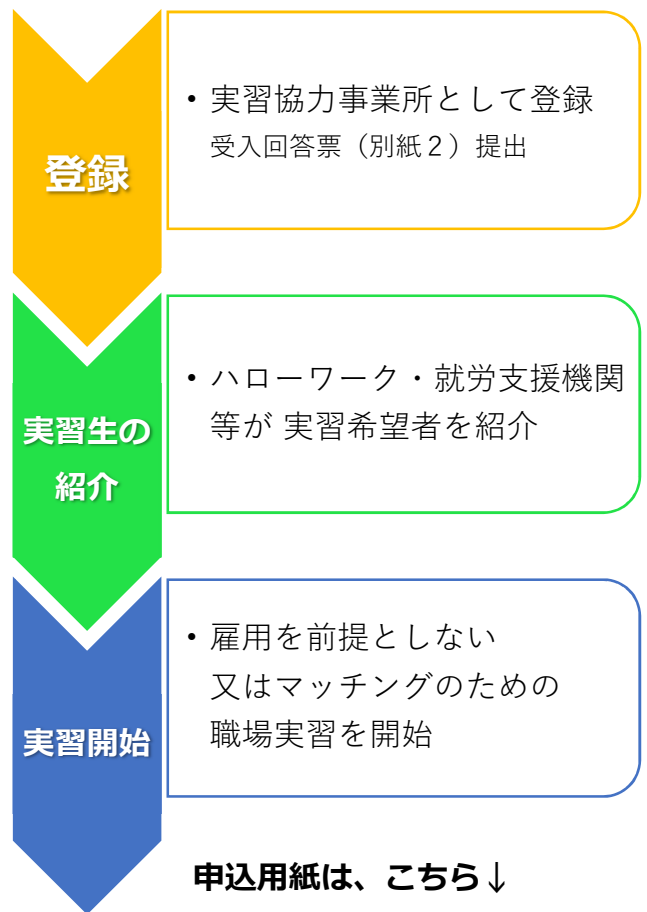 登録
・実習協力事業所として登録
受入回答票（別紙２）提出
実習生の
紹介
・ハローワーク・就労支援機関
等が 実習希望者を紹介
実習開始
・雇用を前提としない
又はマッチングのための
職場実習を開始
申込用紙は、こちら↓